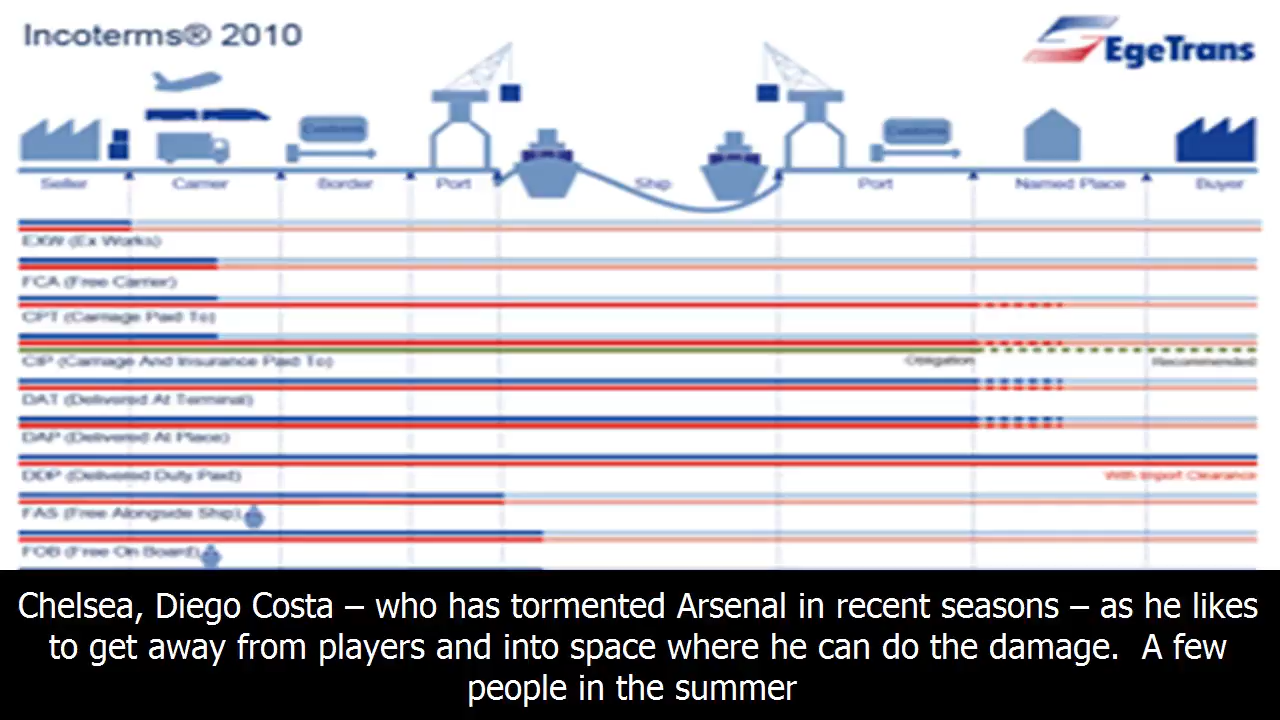 Incoterms® 2010
EgeTrans
Customs
Customs
Seller Carrier Border Port Ship Port Named Place Buyer
EXW (Ex Works)
FCA (Free Carrier)
CPT (Carriage Paid To)
CIP (Carriage And Insurance Paid To) Obligation Recommended
DAT (Delivered At Terminal)
DAP (Delivered At Place)
DDP (Delivered Duty Paid) With Import Clearance
FAS (Free Alongside Ship)
FOB (Free On Board)
Chelsea, Diego Costa – who has tormented Arsenal in recent seasons – as he likes
to get away from players and into space where he can do the damage.  A few
people in the summer